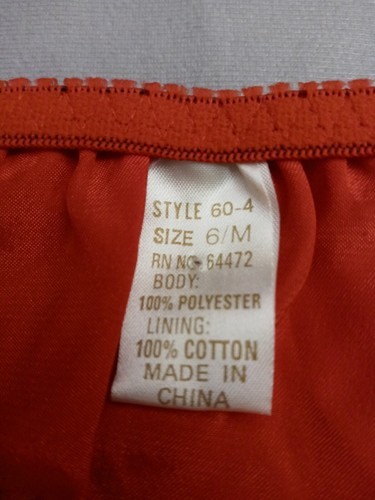 STYLE 60-4
SIZE 6/M
RN NO. 64472
BODY:
100% POLYESTER
LINING:
100% COTTON
MADE IN
CHINA